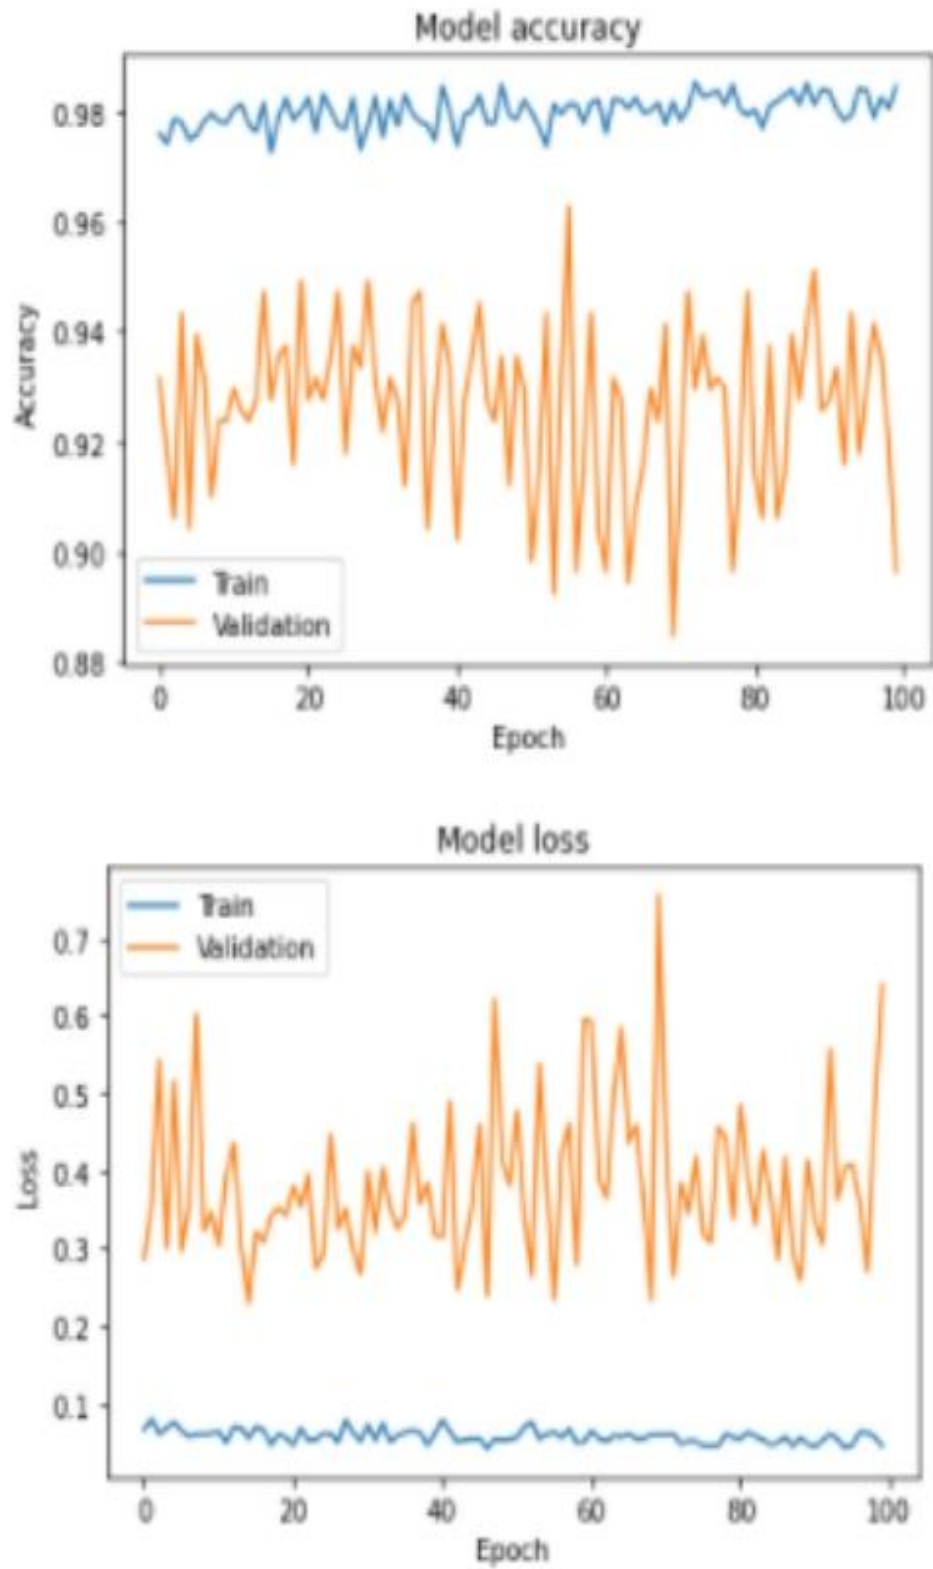 Model accuracy
0.98
0.96
0.94
0.92
0.90
0.88
Accuracy
Train
Validation
0 20 40 60 80 100
Epoch
Model loss
Train
Validation
0.7
0.6
0.5
0.4
0.3
0.2
0.1
Loss
0 20 40 60 80 100
Epoch